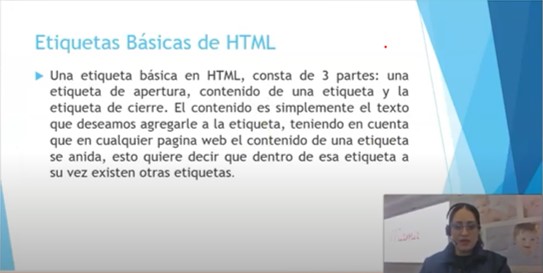 Etiquetas Básicas de HTML
Una etiqueta básica en HTML, consta de 3 partes: una
etiqueta de apertura, contenido de una etiqueta y la
etiqueta de cierre. El contenido es simplemente el texto
que deseamos agregarle a la etiqueta, teniendo en cuenta
que en cualquier pagina web el contenido de una etiqueta
se anida, esto quiere decir que dentro de esa etiqueta a
su vez existen otras etiquetas.